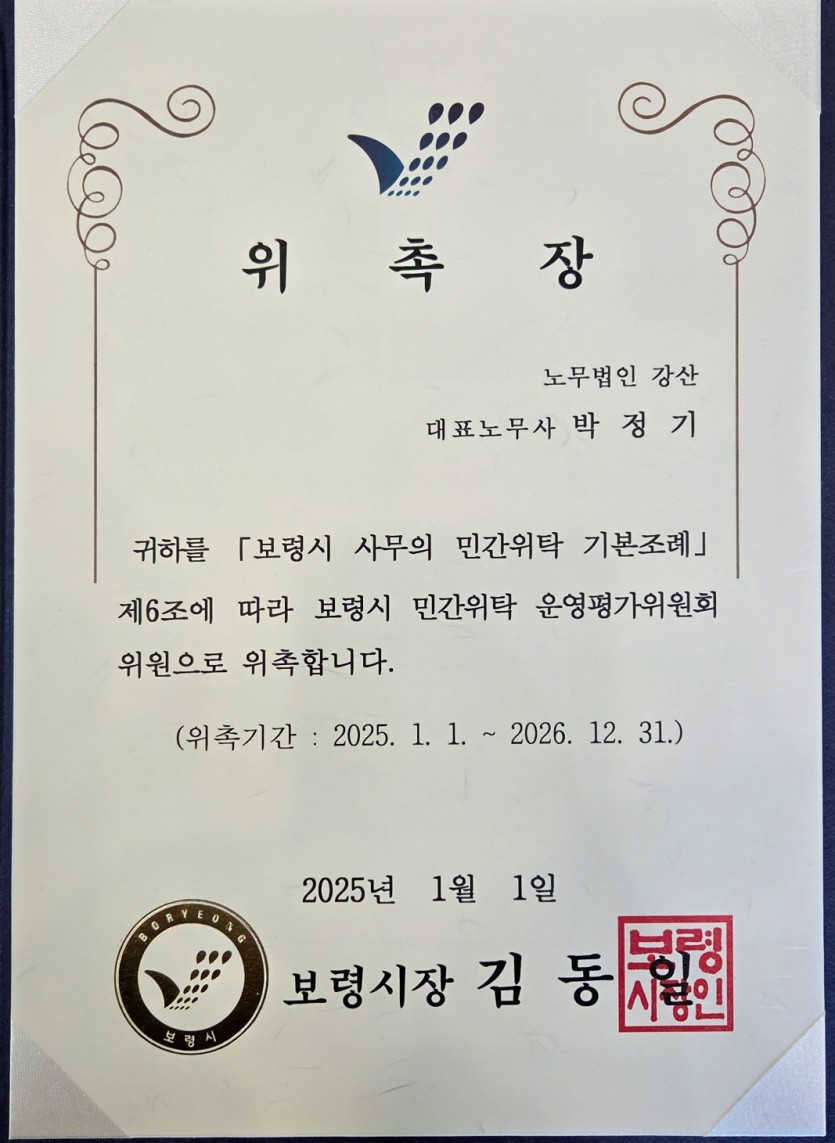 위 촉 장
노무법인 강산
대표노무사 박 정 기
귀하를 「보령시 사무의 민간위탁 기본조례」
제6조에 따라 보령시 민간위탁 운영평가위원회
위원으로 위촉합니다.
(위촉기간 : 2025. 1. 1. ~ 2026. 12. 31.)
2025년 1월 1일
BORYEONG
보령시
보령시장 김 동 일
보령
시장인